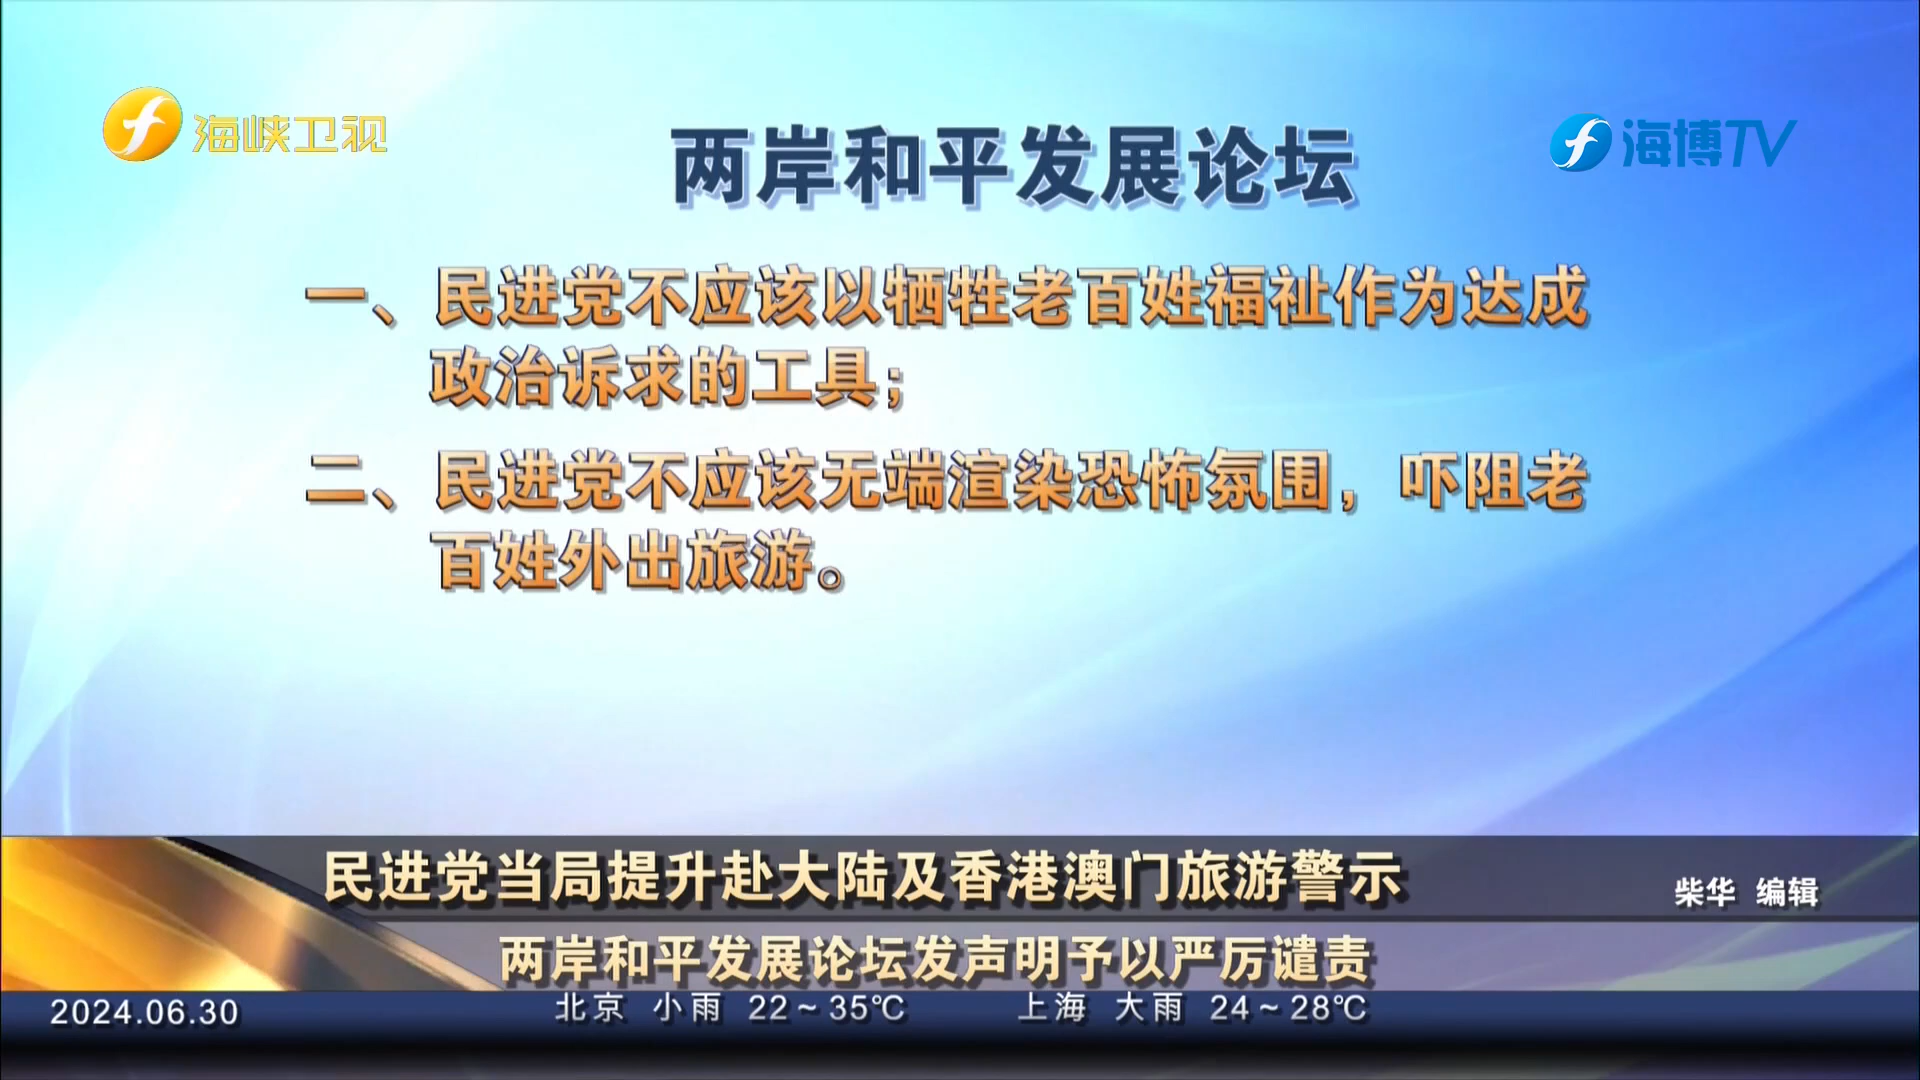 海峡卫视
海博TV
两岸和平发展论坛
一、民进党不应该以牺牲老百姓福祉作为达成
政治诉求的工具；
二、民进党不应该无端渲染恐怖氛围，吓阻老
百姓外出旅游。
民进党当局提升赴大陆及香港澳门旅游警示
柴华 编辑
两岸和平发展论坛发声明予以严厉谴责
2024.06.30 北京 小雨 22～35℃ 上海 大雨 24～28℃